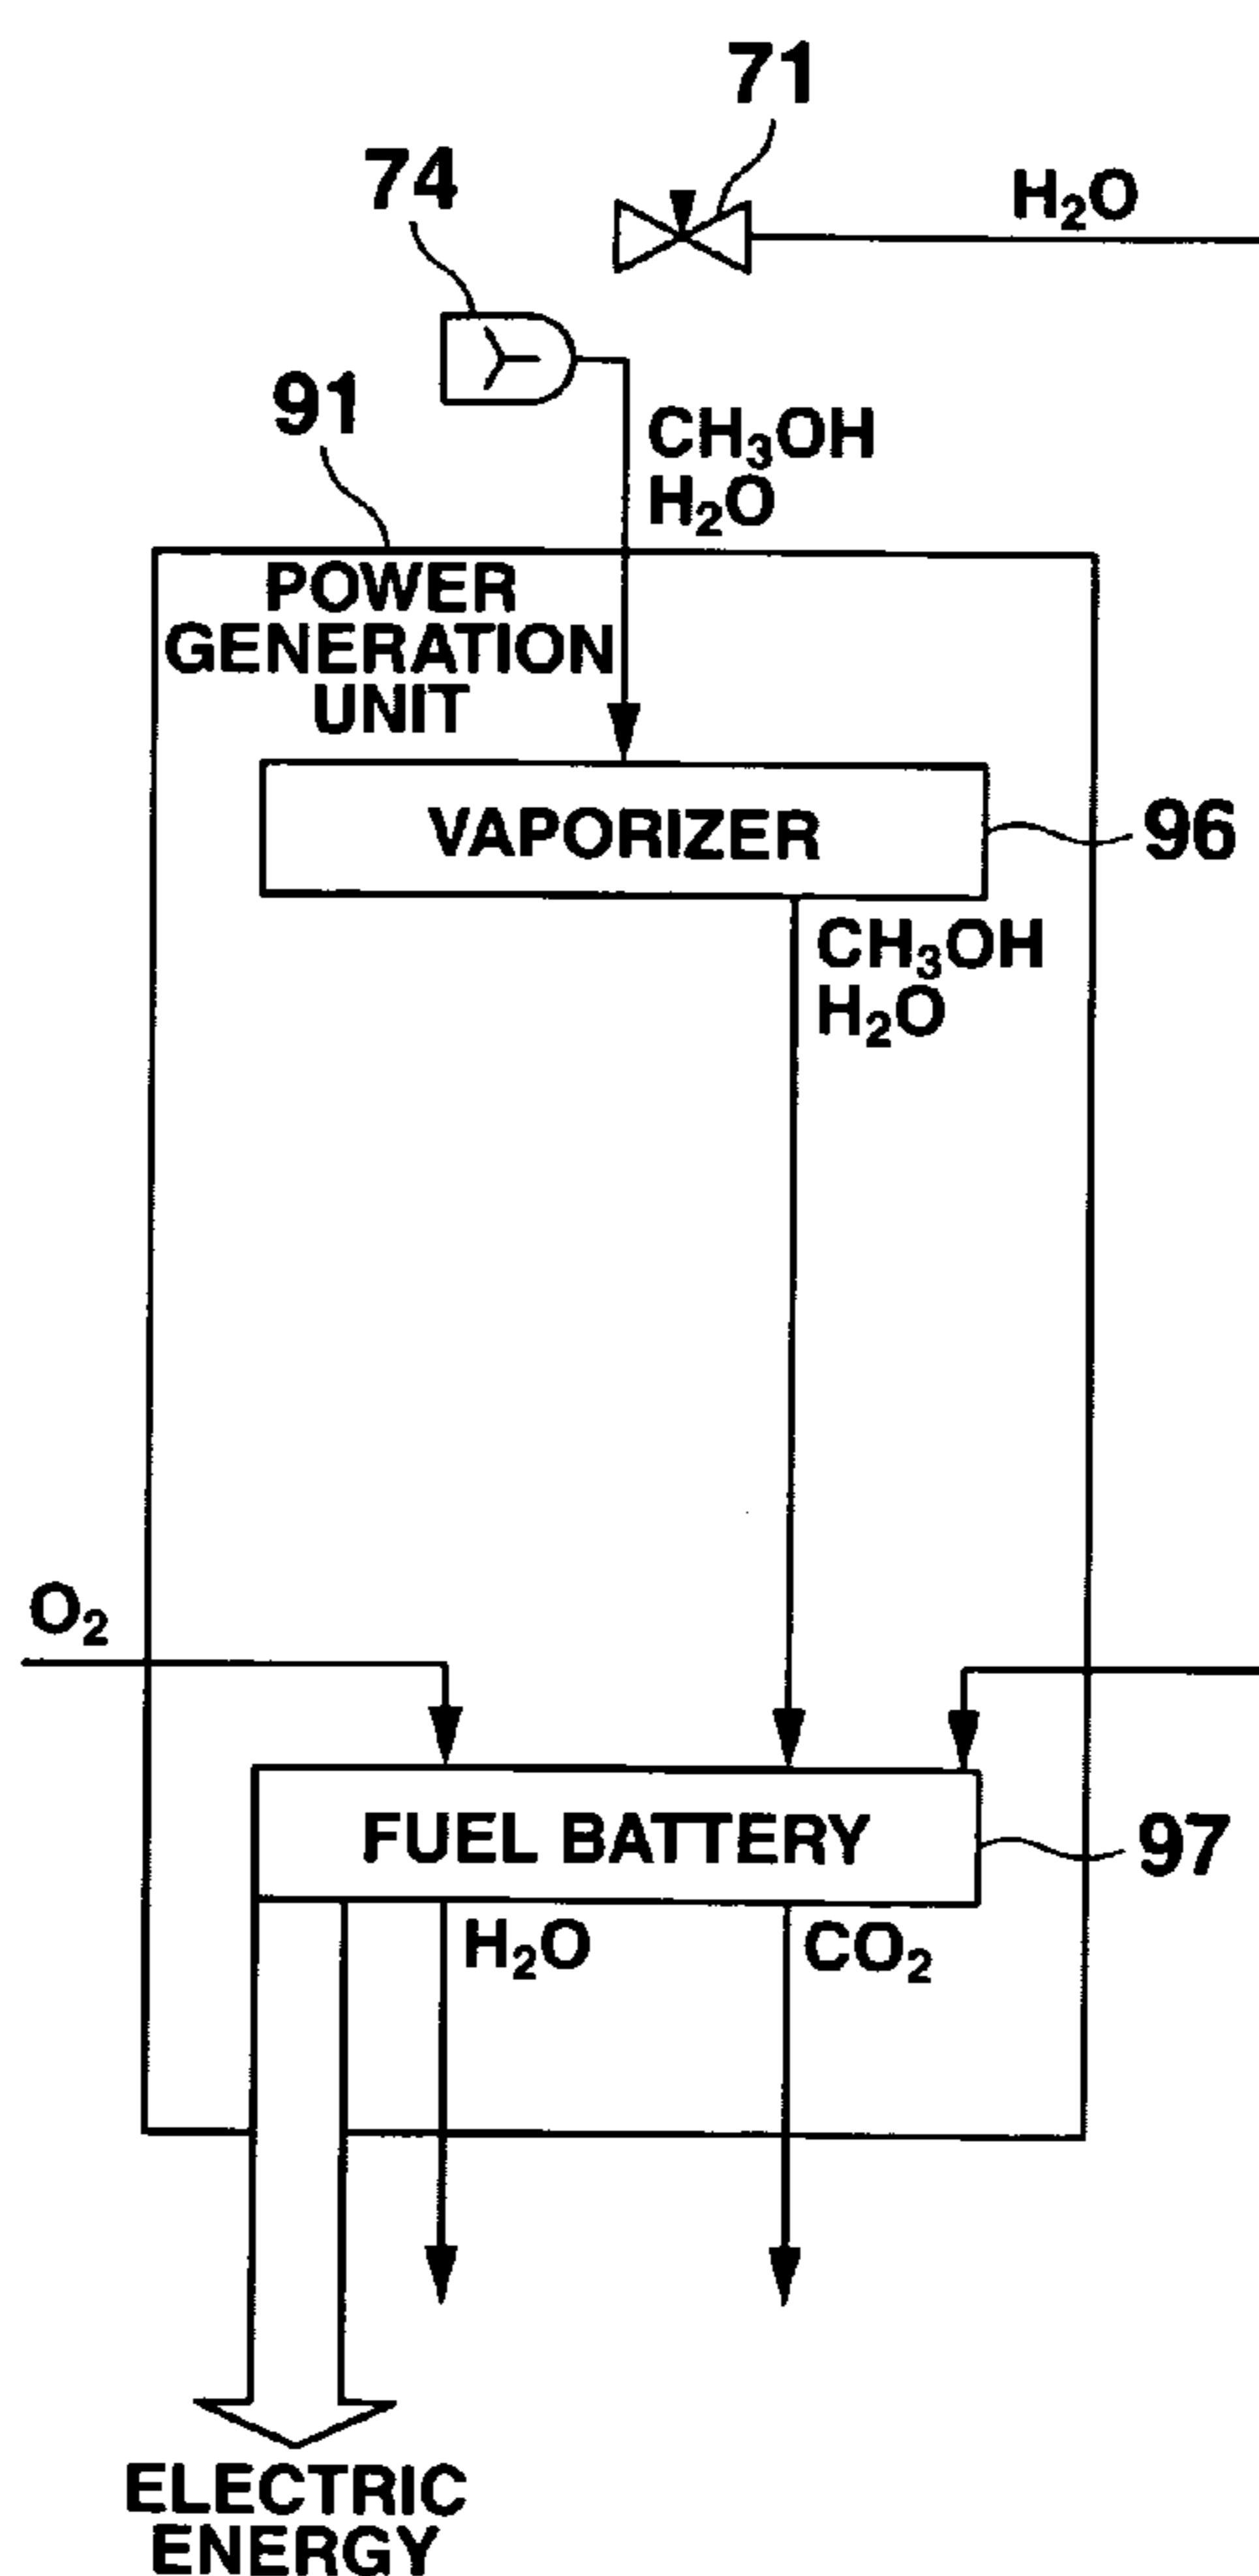 71
74
H₂O
91
CH₃OH
H₂O
POWER
GENERATION
UNIT
VAPORIZER
96
CH₃OH
H₂O
O₂
FUEL BATTERY
97
H₂O
CO₂
ELECTRIC
ENERGY